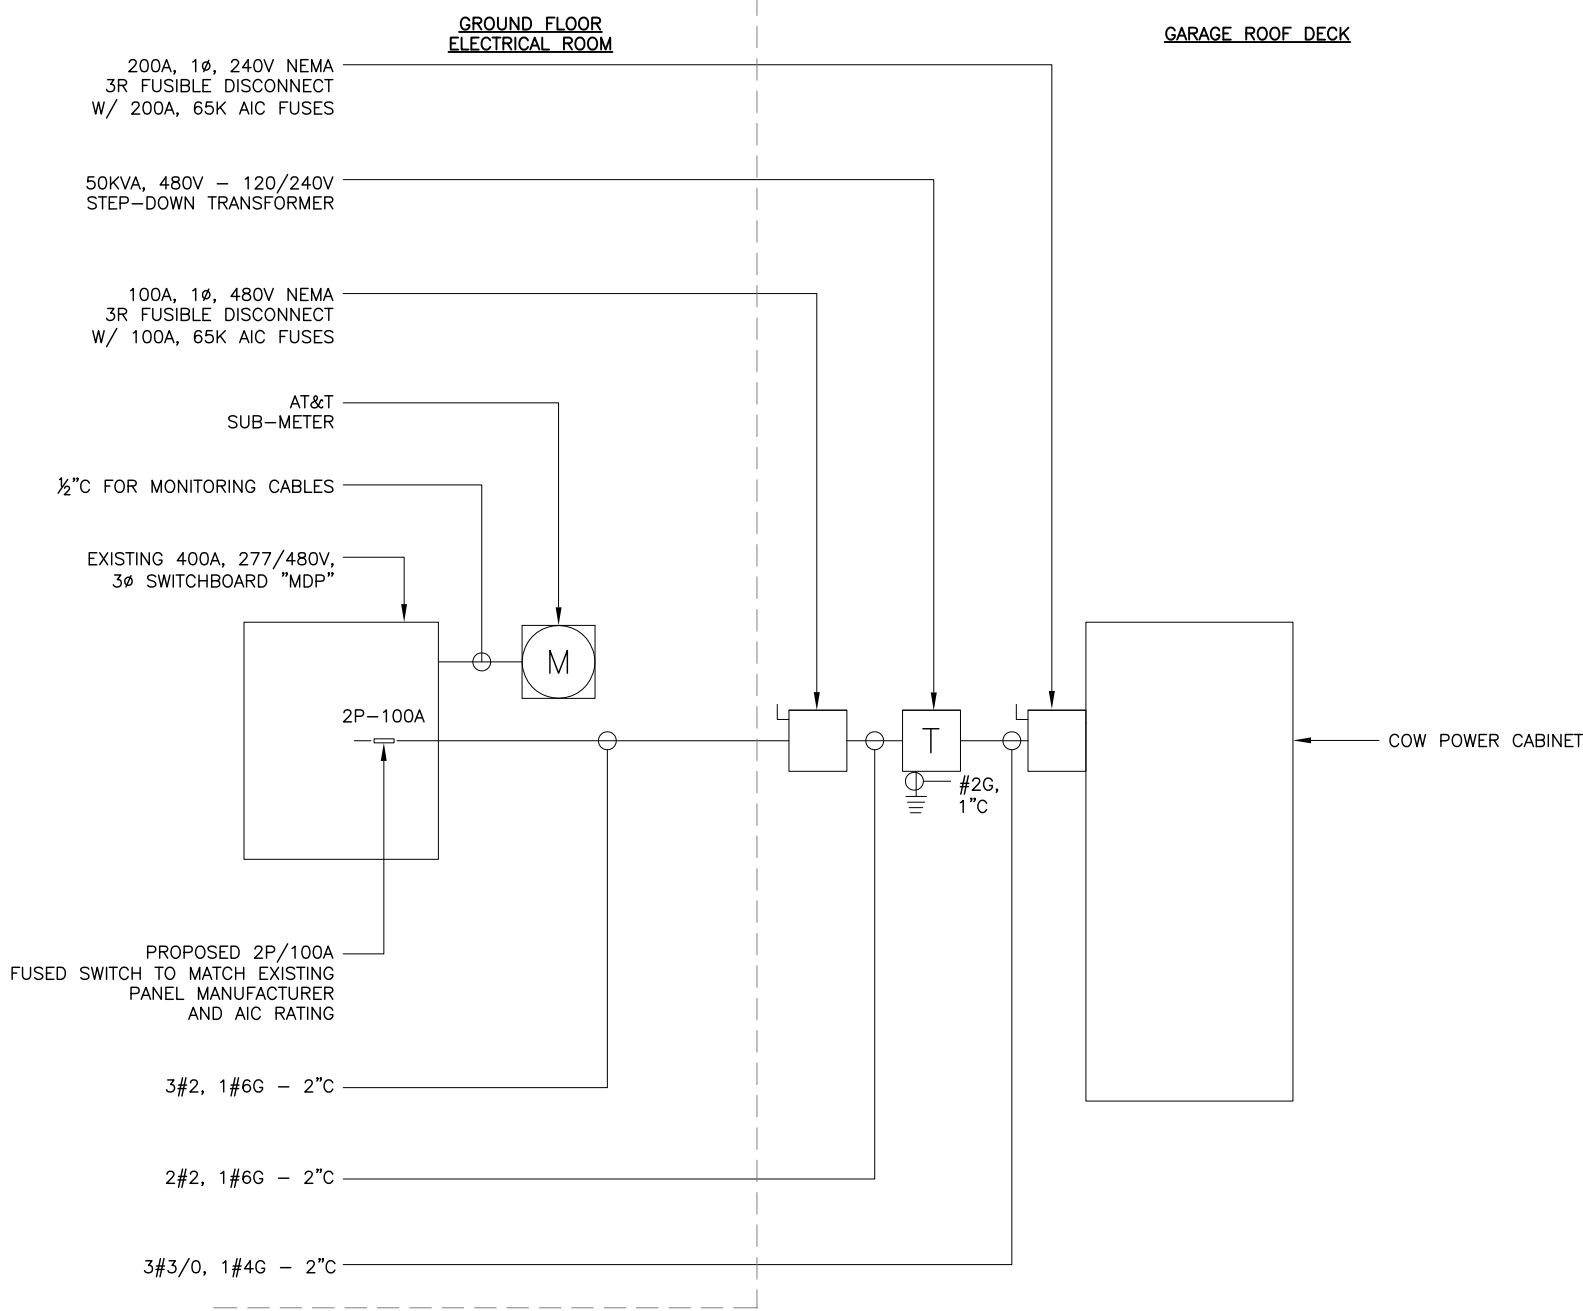 GROUND FLOOR
ELECTRICAL ROOM
GARAGE ROOF DECK
200A, 1ø, 240V NEMA
3R FUSIBLE DISCONNECT
W/ 200A, 65K AIC FUSES
50KVA, 480V – 120/240V
STEP–DOWN TRANSFORMER
100A, 1ø, 480V NEMA
3R FUSIBLE DISCONNECT
W/ 100A, 65K AIC FUSES
AT&T
SUB–METER
½"C FOR MONITORING CABLES
EXISTING 400A, 277/480V,
3ø SWITCHBOARD "MDP"
M
2P–100A
T
COW POWER CABINET
#2G,
1"C
PROPOSED 2P/100A
FUSED SWITCH TO MATCH EXISTING
PANEL MANUFACTURER
AND AIC RATING
3#2, 1#6G – 2"C
2#2, 1#6G – 2"C
3#3/0, 1#4G – 2"C